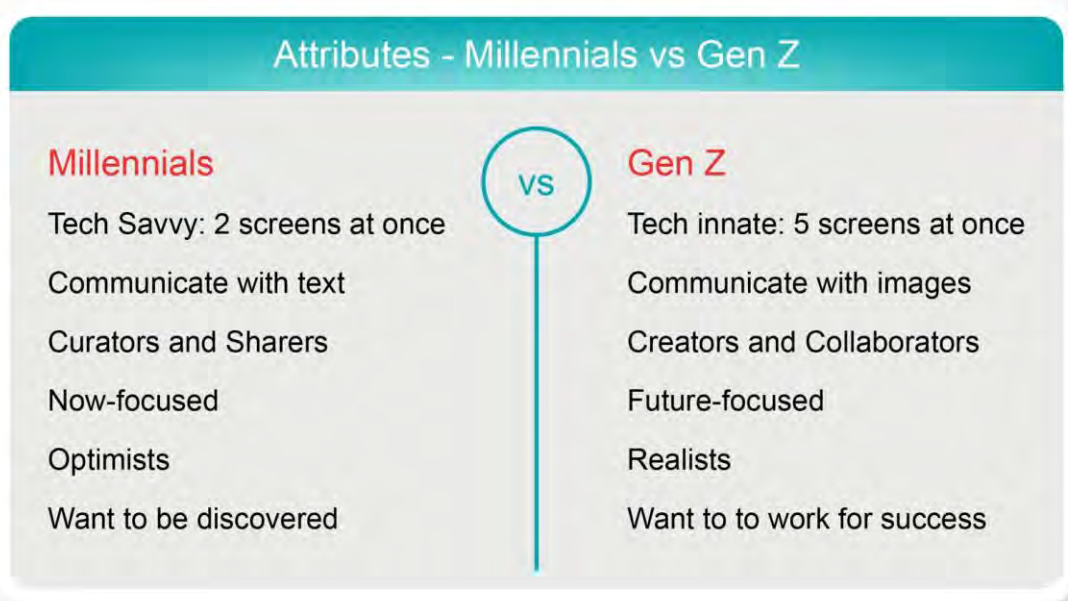 Attributes - Millennials vs Gen Z
Millennials
Tech Savvy: 2 screens at once
Communicate with text
Curators and Sharers
Now-focused
Optimists
Want to be discovered
vs
Gen Z
Tech innate: 5 screens at once
Communicate with images
Creators and Collaborators
Future-focused
Realists
Want to to work for success